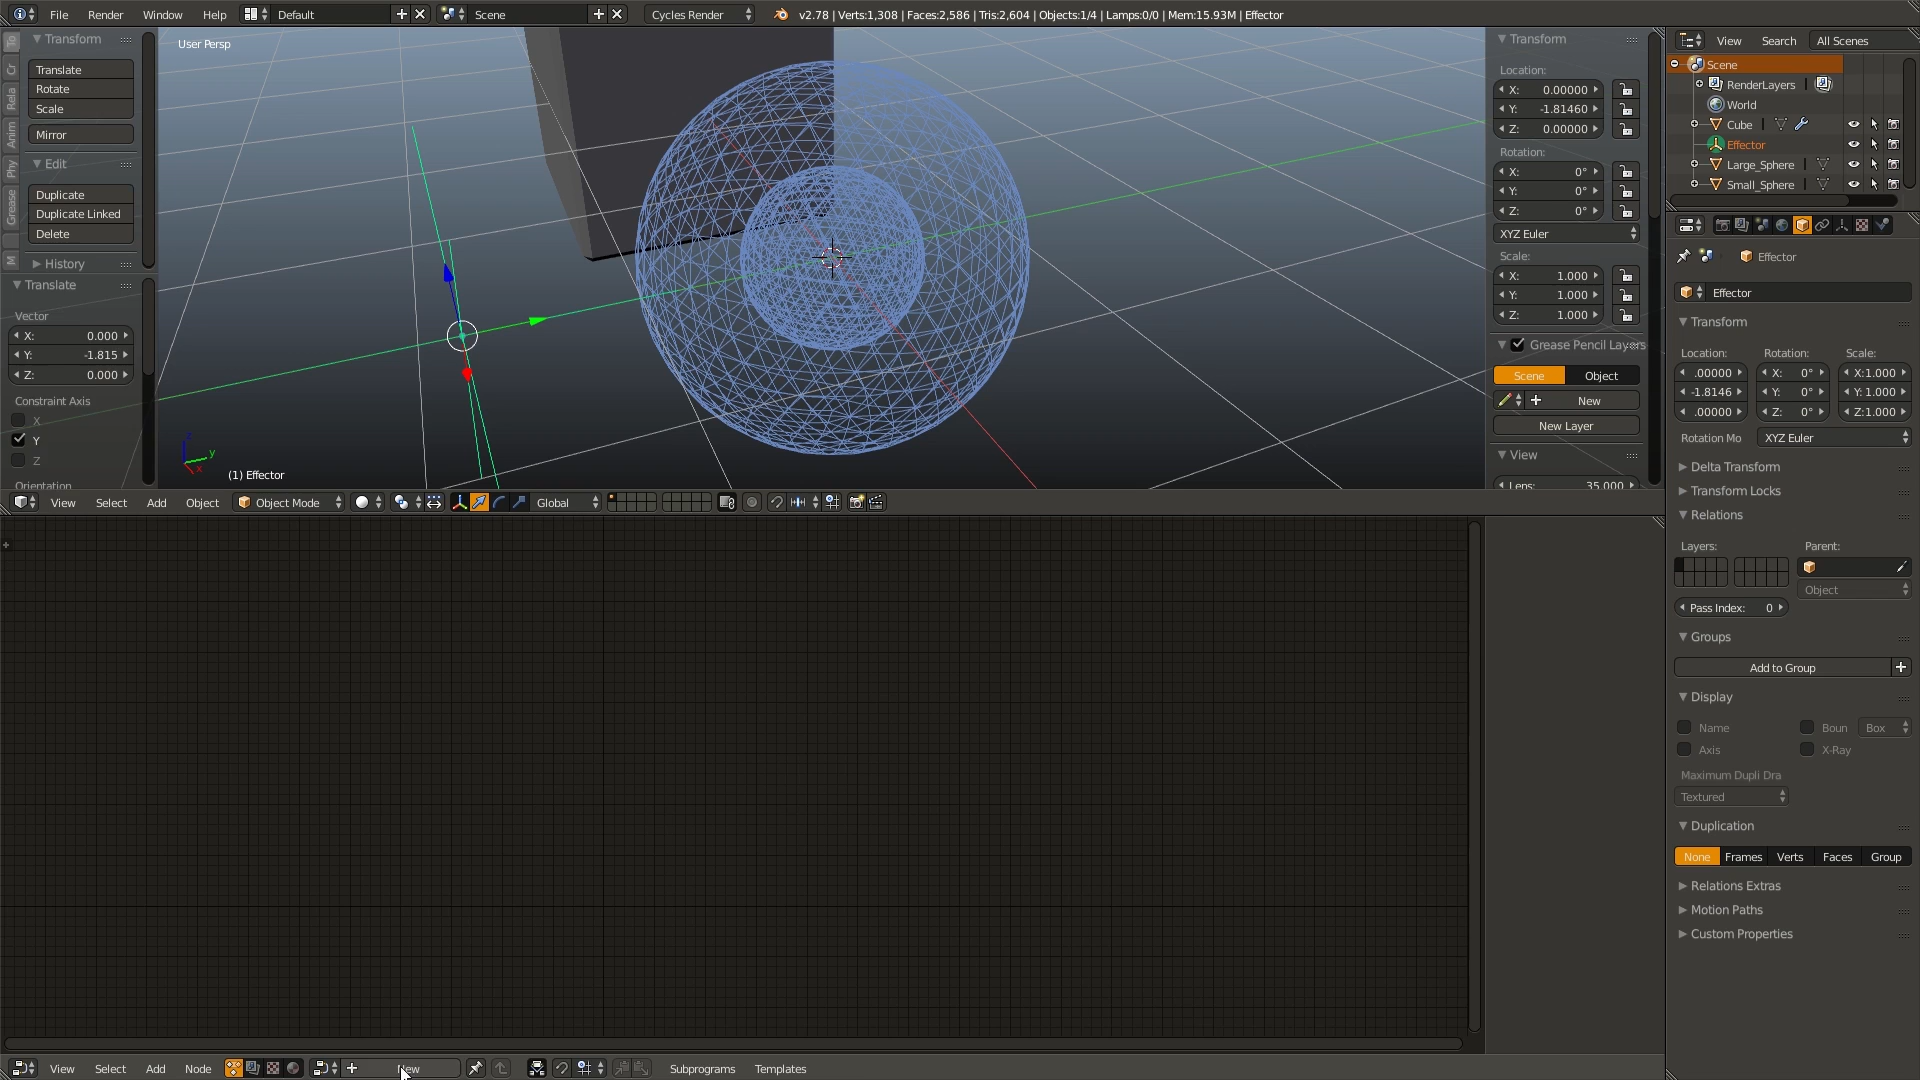 File Render Window Help Default Scene Cycles Render v2.78 | Verts:1,308 | Faces:2,586 | Tris:2,604 | Objects:1/4 | Lamps:0/0 | Mem:15.93M | Effector
To
Cr
Rela
Anim
Phy
Grease
M
Transform
Translate
Rotate
Scale
Mirror
Edit
Duplicate
Duplicate Linked
Delete
History
Translate
Vector
X: 0.000
Y: -1.815
Z: 0.000
Constraint Axis
X
Y
Z
Orientation
User Persp
z
y
x
(1) Effector
Transform
Location:
X: 0.00000
Y: -1.81460
Z: 0.00000
Rotation:
X: 0°
Y: 0°
Z: 0°
XYZ Euler
Scale:
X: 1.000
Y: 1.000
Z: 1.000
Grease Pencil Layers
Scene Object
New
New Layer
View
Lens: 35.000
View Select Add Object Object Mode Global
View Select Add Node New Subprograms Templates
View Search All Scenes
Scene
RenderLayers |
World
Cube |
Effector
Large_Sphere |
Small_Sphere |
Effector
Effector
Transform
Location: Rotation: Scale:
.00000 X: 0° X:1.000
-1.8146 Y: 0° Y: 1.000
.00000 Z: 0° Z:1.000
Rotation Mo XYZ Euler
Delta Transform
Transform Locks
Relations
Layers: Parent:
Object
Pass Index: 0
Groups
Add to Group
Display
Name Boun Box
Axis X-Ray
Maximum Dupli Dra
Textured
Duplication
None Frames Verts Faces Group
Relations Extras
Motion Paths
Custom Properties